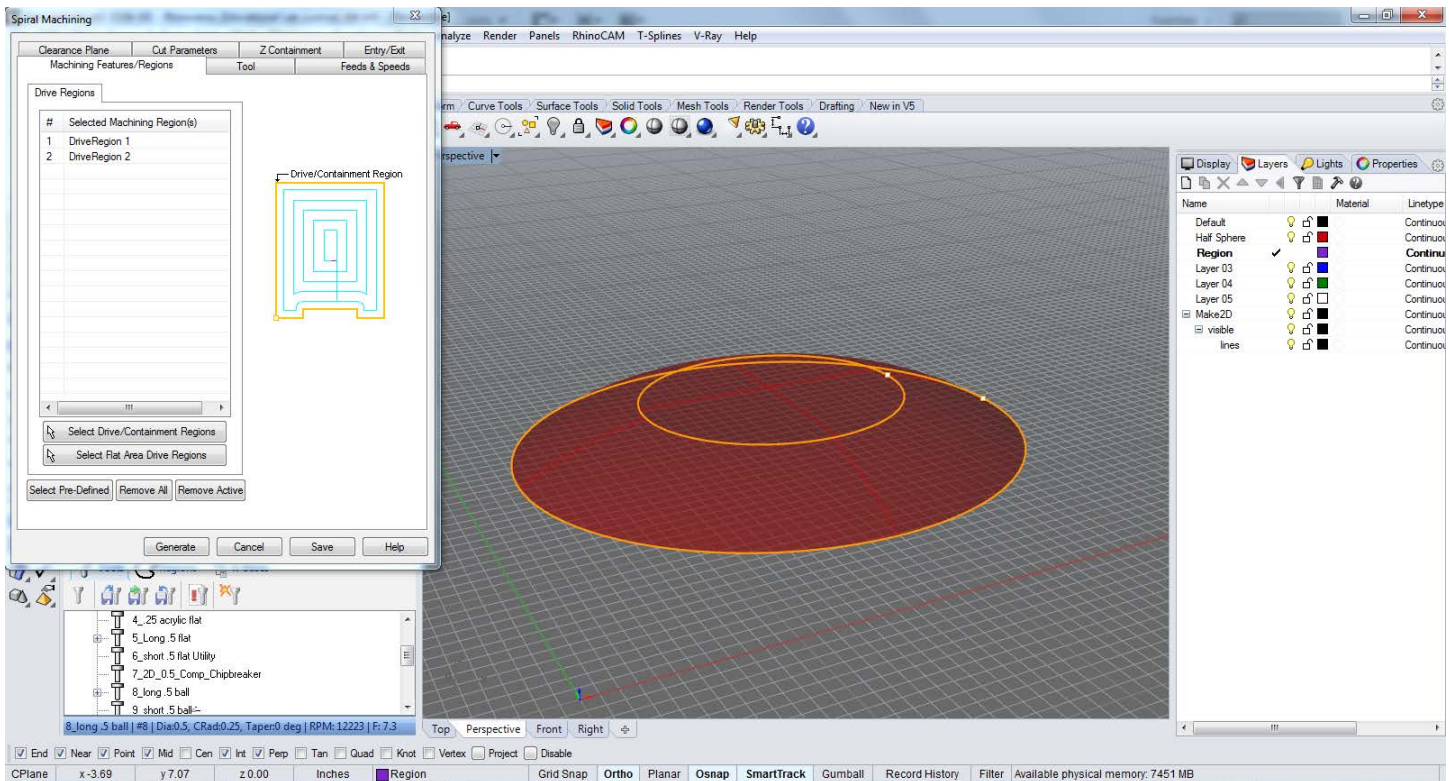 Spiral Machining
Clearance Plane Cut Parameters Z Containment Entry/Exit
Machining Features/Regions Tool Feeds & Speeds
Drive Regions
# Selected Machining Region(s)
1 DriveRegion 1
2 DriveRegion 2
Drive/Containment Region
Select Drive/Containment Regions
Select Flat Area Drive Regions
Select Pre-Defined Remove All Remove Active
Generate Cancel Save Help
4_.25 acrylic flat
5_Long .5 flat
6_short .5 flat Utility
7_2D_0.5_Comp_Chipbreaker
8_long .5 ball
9_short .5 ball
8_long .5 ball | #8 | Dia:0.5, CRad:0.25, Taper:0 deg | RPM: 12223 | F: 7.3
e]
nalyze Render Panels RhinoCAM T-Splines V-Ray Help
rm Curve Tools Surface Tools Solid Tools Mesh Tools Render Tools Drafting New in V5
rspective
Display Layers Lights Properties
Name Material Linetype
Default Continuou
Half Sphere Continuou
Region Continu
Layer 03 Continuou
Layer 04 Continuou
Layer 05 Continuou
Make2D Continuou
visible Continuou
lines Continuou
Top Perspective Front Right
End Near Point Mid Cen Int Perp Tan Quad Knot Vertex Project Disable
CPlane x -3.69 y 7.07 z 0.00 Inches Region Grid Snap Ortho Planar Osnap SmartTrack Gumball Record History Filter Available physical memory: 7451 MB